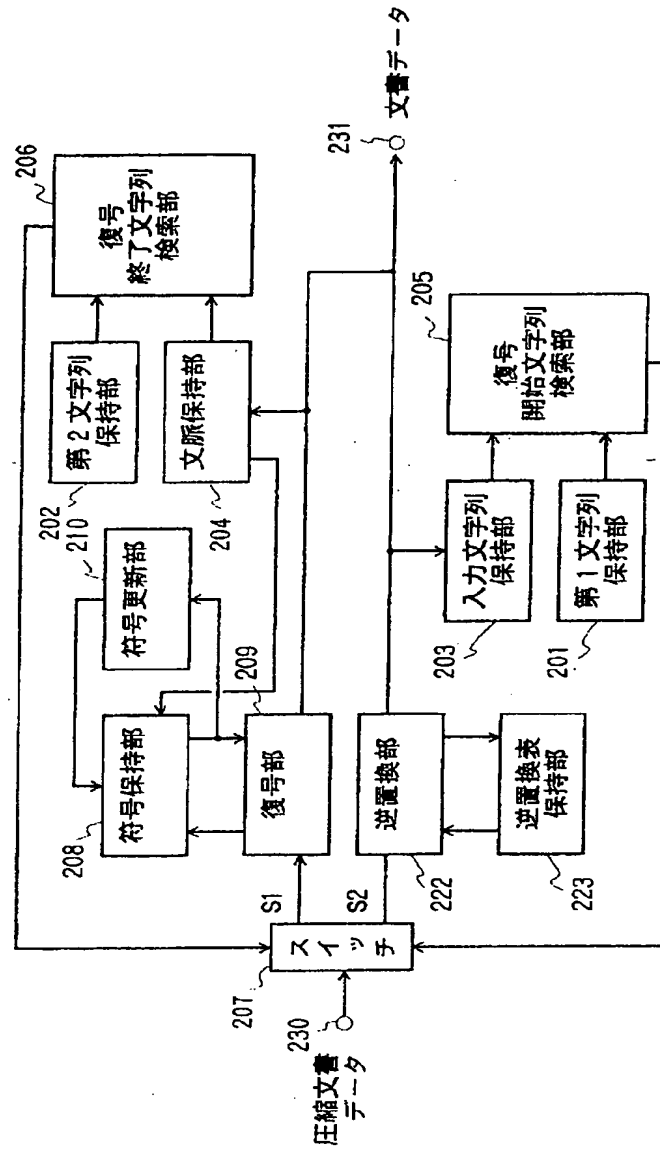 圧縮文書
データ
230
207
スイッチ
S1
S2
208
符号保持部
符号更新部
202
210
第2文字列
保持部
206
復号
終了文字列
検索部
文脈保持部
204
209
復号部
逆置換部
222
逆置換表
保持部
223
入力文字列
保持部
203
第1文字列
保持部
201
205
復号
開始文字列
検索部
231
文書データ